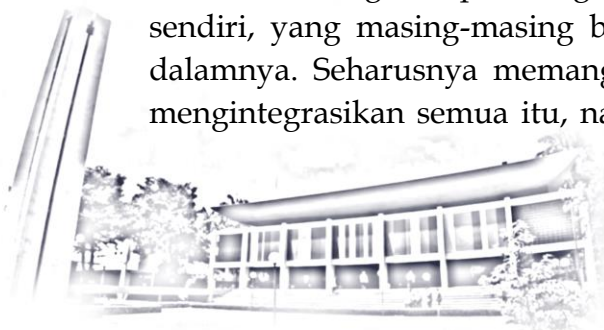 sendiri, yang masing-masing b
dalamnya. Seharusnya memang
mengintegrasikan semua itu, na